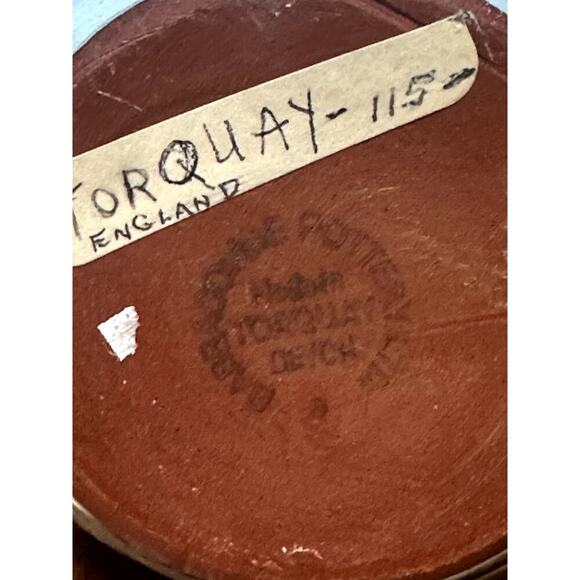 TORQUAY - 115-
ENGLAND
POTTERY
TORQUAY
DEVON